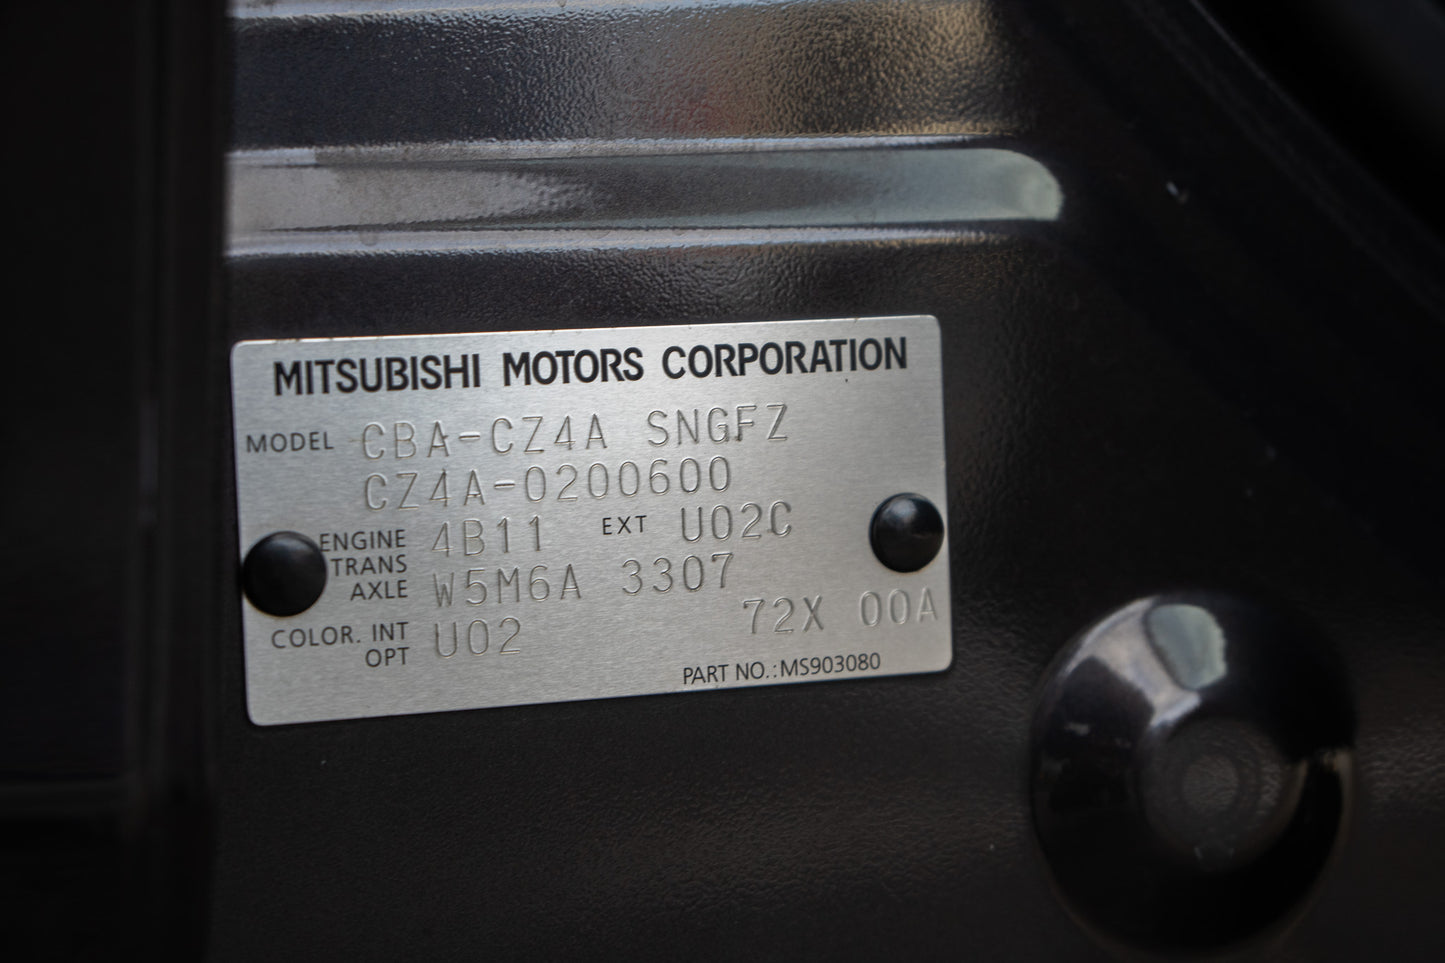 MITSUBISHI MOTORS CORPORATION
MODEL CBA-CZ4A SNGFZ
CZ4A-0200600
ENGINE 4B11 EXT U02C
TRANS
AXLE W5M6A 3307
COLOR. INT U02 72X 00A
OPT
PART NO.:MS903080